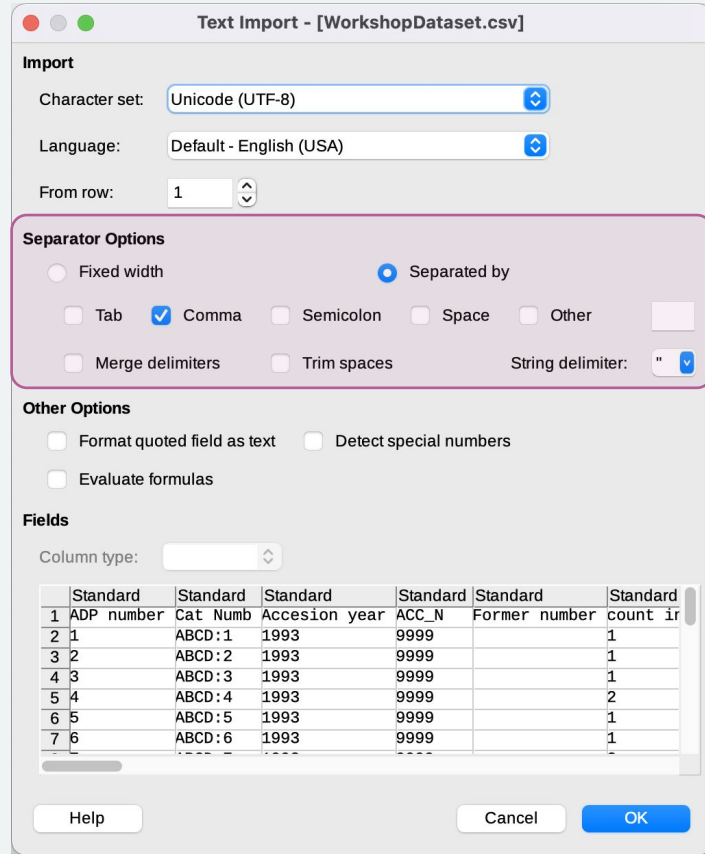 Text Import - [WorkshopDataset.csv]
Import
Character set: Unicode (UTF-8)
Language: Default - English (USA)
From row: 1
Separator Options
Fixed width Separated by
Tab Comma Semicolon Space Other
Merge delimiters Trim spaces String delimiter: "
Other Options
Format quoted field as text Detect special numbers
Evaluate formulas
Fields
Column type:
Standard Standard Standard Standard Standard Standard
1 ADP number Cat Numb Accesion year ACC_N Former number count in
2 1 ABCD:1 1993 9999 1
3 2 ABCD:2 1993 9999 1
4 3 ABCD:3 1993 9999 1
5 4 ABCD:4 1993 9999 2
6 5 ABCD:5 1993 9999 1
7 6 ABCD:6 1993 9999 1
Help Cancel OK